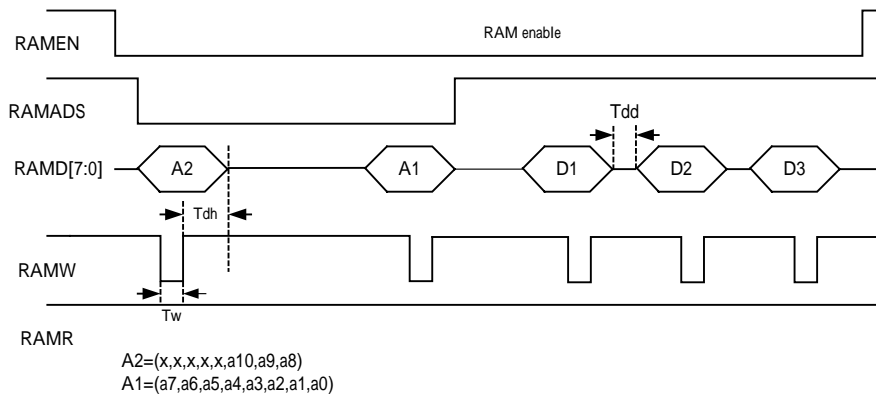 RAMEN
RAM enable
RAMADS
Tdd
RAMD[7:0]
A2
A1
D1
D2
D3
Tdh
RAMW
Tw
RAMR
A2=(x,x,x,x,x,a10,a9,a8)
A1=(a7,a6,a5,a4,a3,a2,a1,a0)